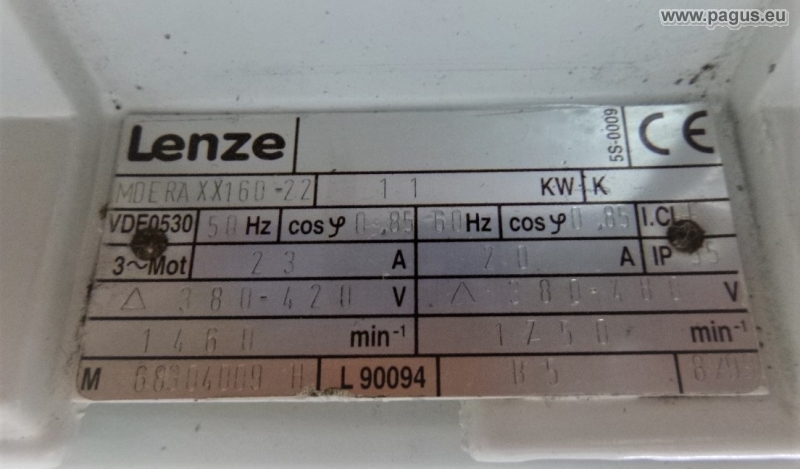 www.pagus.eu
Lenze 5S-0009 CE
MDERAXX160-22 11 KW K
VDE0530 50 Hz cosφ 0.85 60 Hz cosφ 0.85 I.CL
3~Mot 23 A 20 A IP
△ 380-420 V △ 380-480 V
1460 min-1 1750 min-1
M L 90094 B5